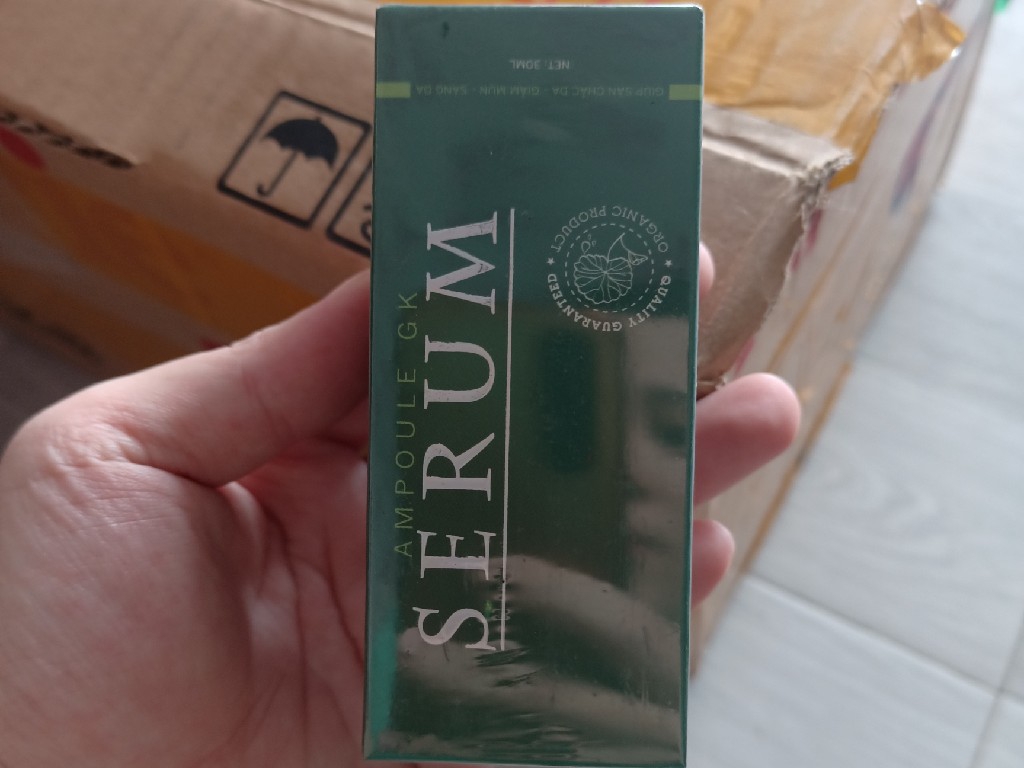 AMPOULE GK
SERUM
ORGANIC PRODUCT
★ QUALITY GUARANTEED ★
GIÚP SĂN CHẮC DA - GIẢM MỤN - SÁNG DA
NET: 30ML